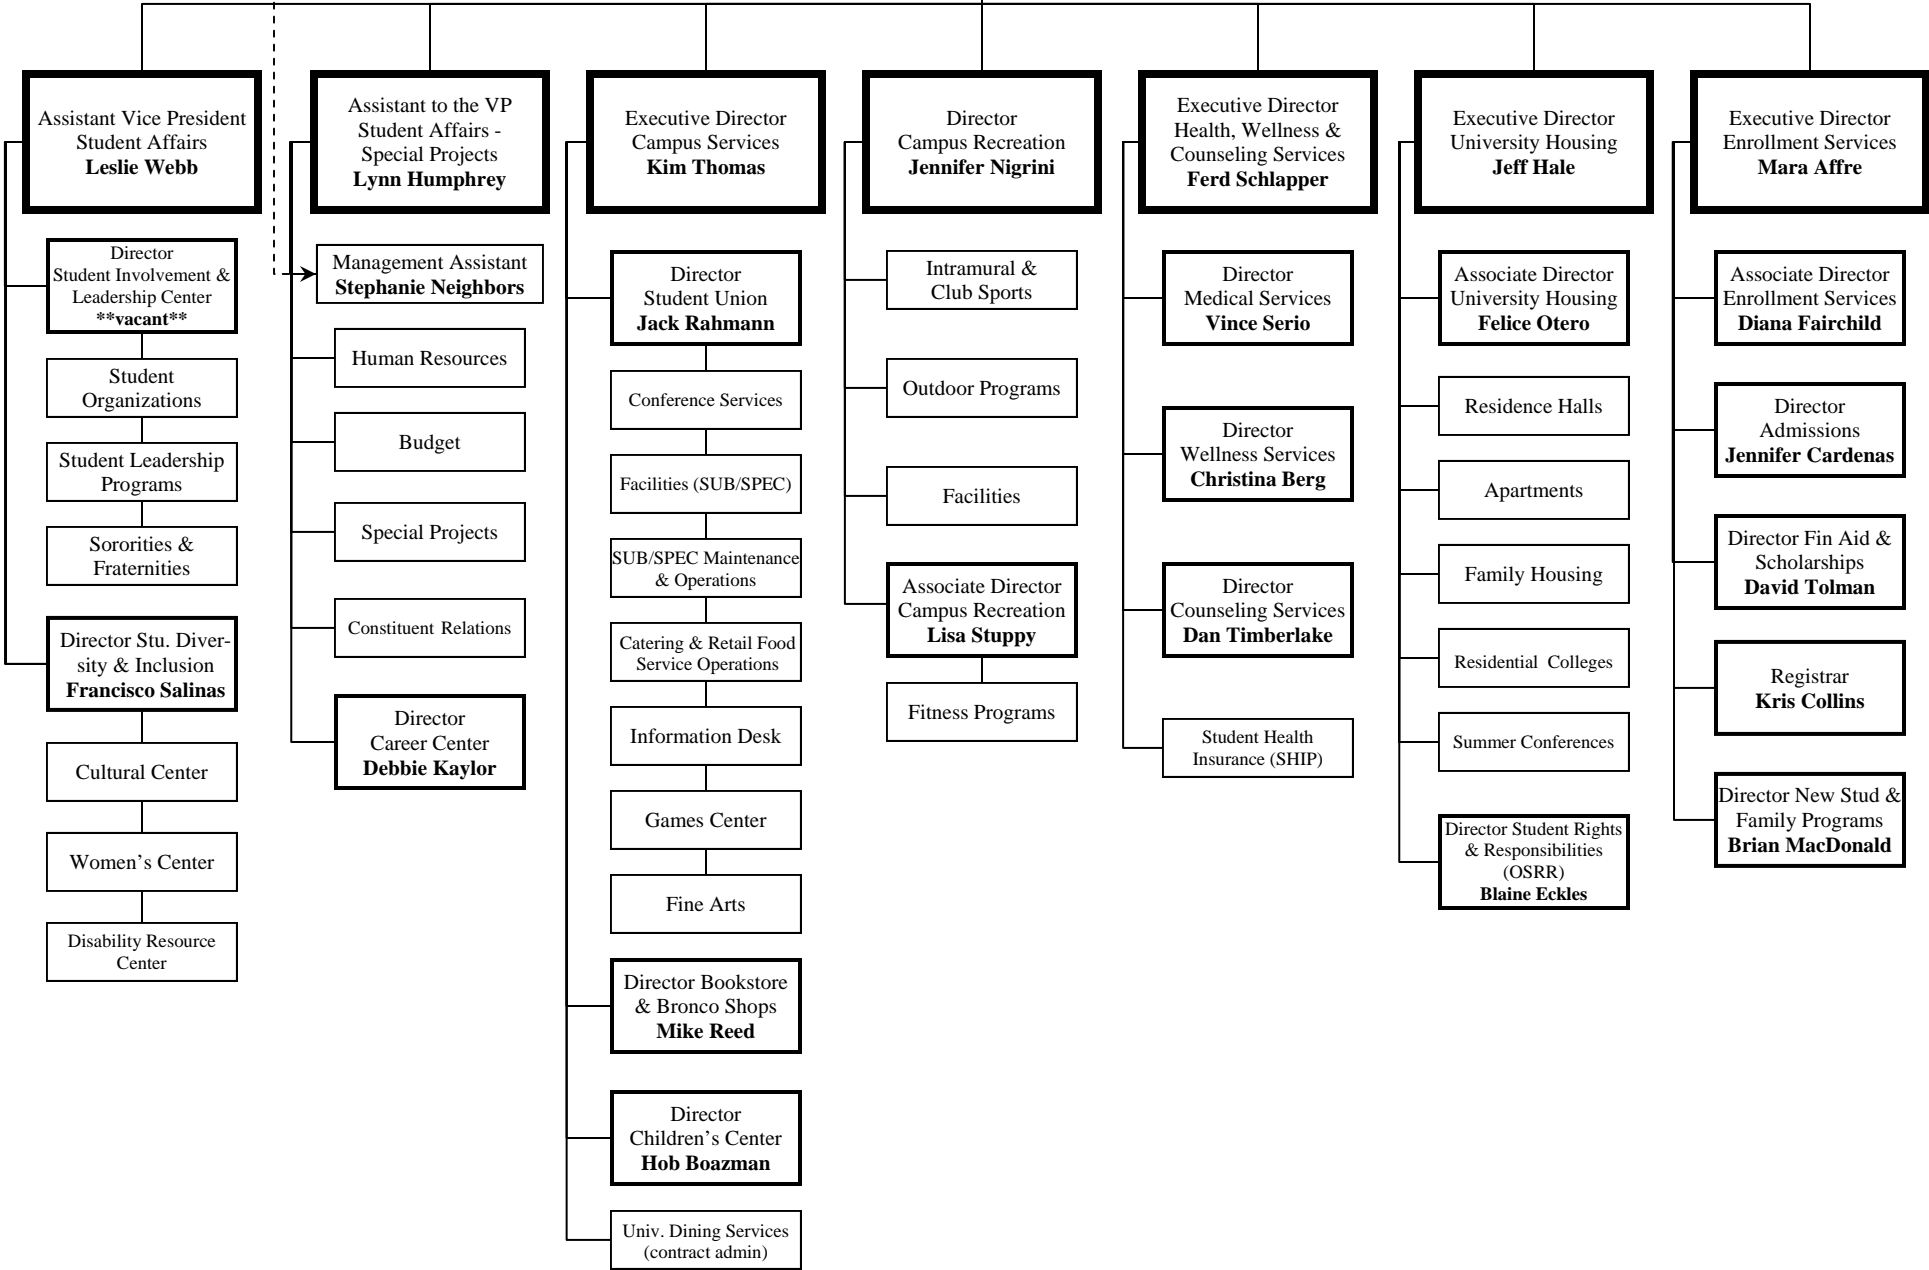 Assistant Vice President
Student Affairs
Leslie Webb
Director
Student Involvement &
Leadership Center
**vacant**
Student
Organizations
Student Leadership
Programs
Sororities &
Fraternities
Director Stu. Diver-
sity & Inclusion
Francisco Salinas
Cultural Center
Women’s Center
Disability Resource
Center
Assistant to the VP
Student Affairs -
Special Projects
Lynn Humphrey
Management Assistant
Stephanie Neighbors
Human Resources
Budget
Special Projects
Constituent Relations
Director
Career Center
Debbie Kaylor
Executive Director
Campus Services
Kim Thomas
Director
Student Union
Jack Rahmann
Conference Services
Facilities (SUB/SPEC)
SUB/SPEC Maintenance
& Operations
Catering & Retail Food
Service Operations
Information Desk
Games Center
Fine Arts
Director Bookstore
& Bronco Shops
Mike Reed
Director
Children’s Center
Hob Boazman
Univ. Dining Services
(contract admin)
Director
Campus Recreation
Jennifer Nigrini
Intramural &
Club Sports
Outdoor Programs
Facilities
Associate Director
Campus Recreation
Lisa Stuppy
Fitness Programs
Executive Director
Health, Wellness &
Counseling Services
Ferd Schlapper
Director
Medical Services
Vince Serio
Director
Wellness Services
Christina Berg
Director
Counseling Services
Dan Timberlake
Student Health
Insurance (SHIP)
Executive Director
University Housing
Jeff Hale
Associate Director
University Housing
Felice Otero
Residence Halls
Apartments
Family Housing
Residential Colleges
Summer Conferences
Director Student Rights
& Responsibilities
(OSRR)
Blaine Eckles
Executive Director
Enrollment Services
Mara Affre
Associate Director
Enrollment Services
Diana Fairchild
Director
Admissions
Jennifer Cardenas
Director Fin Aid &
Scholarships
David Tolman
Registrar
Kris Collins
Director New Stud &
Family Programs
Brian MacDonald